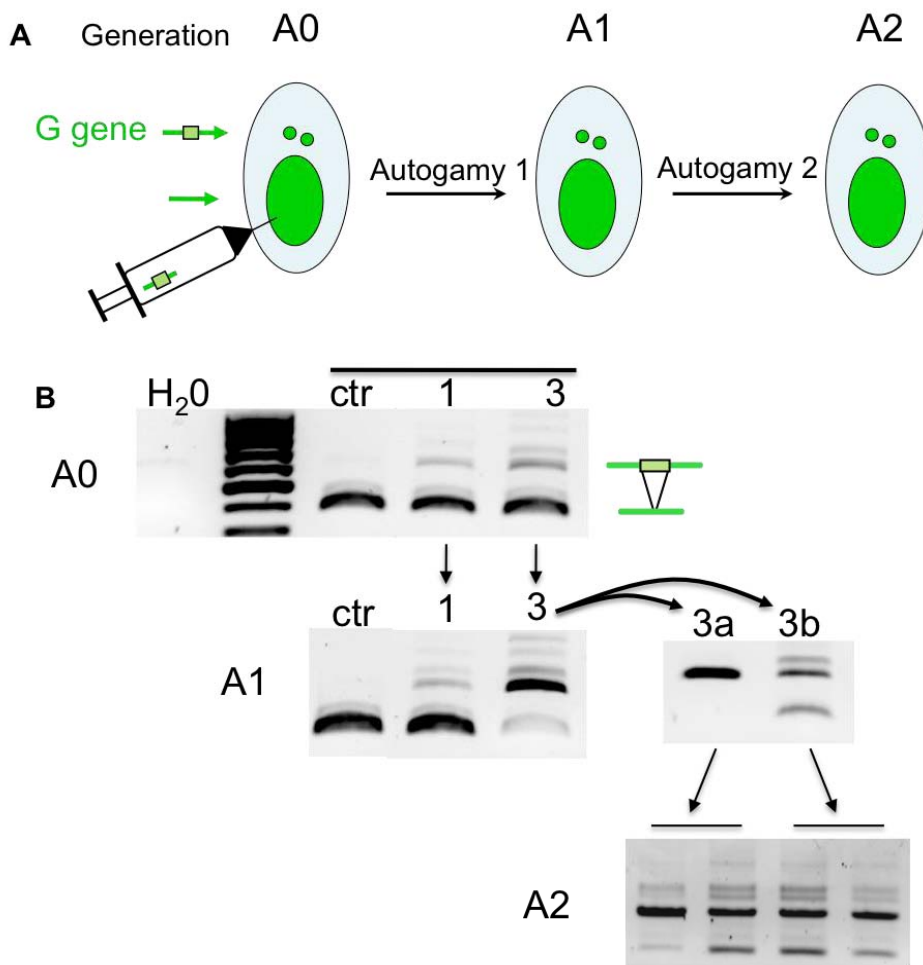 A Generation A0 A1 A2
G gene
Autogamy 1 Autogamy 2
B H20 ctr 1 3
A0
ctr 1 3 3a 3b
A1
A2